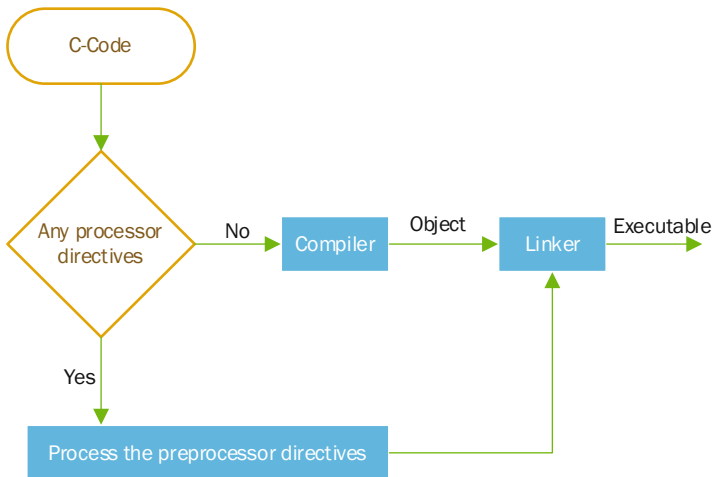 C-Code
Any processor
directives
No
Compiler
Object
Linker
Executable
Yes
Process the preprocessor directives